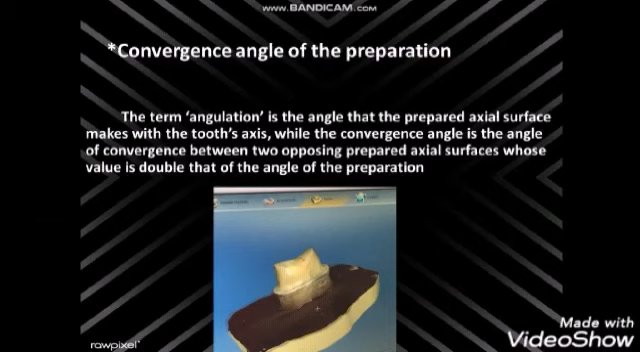 www.BANDICAM.com
*Convergence angle of the preparation
The term ‘angulation’ is the angle that the prepared axial surface
makes with the tooth’s axis, while the convergence angle is the angle
of convergence between two opposing prepared axial surfaces whose
value is double that of the angle of the preparation
rawpixel
Made with
VideoShow